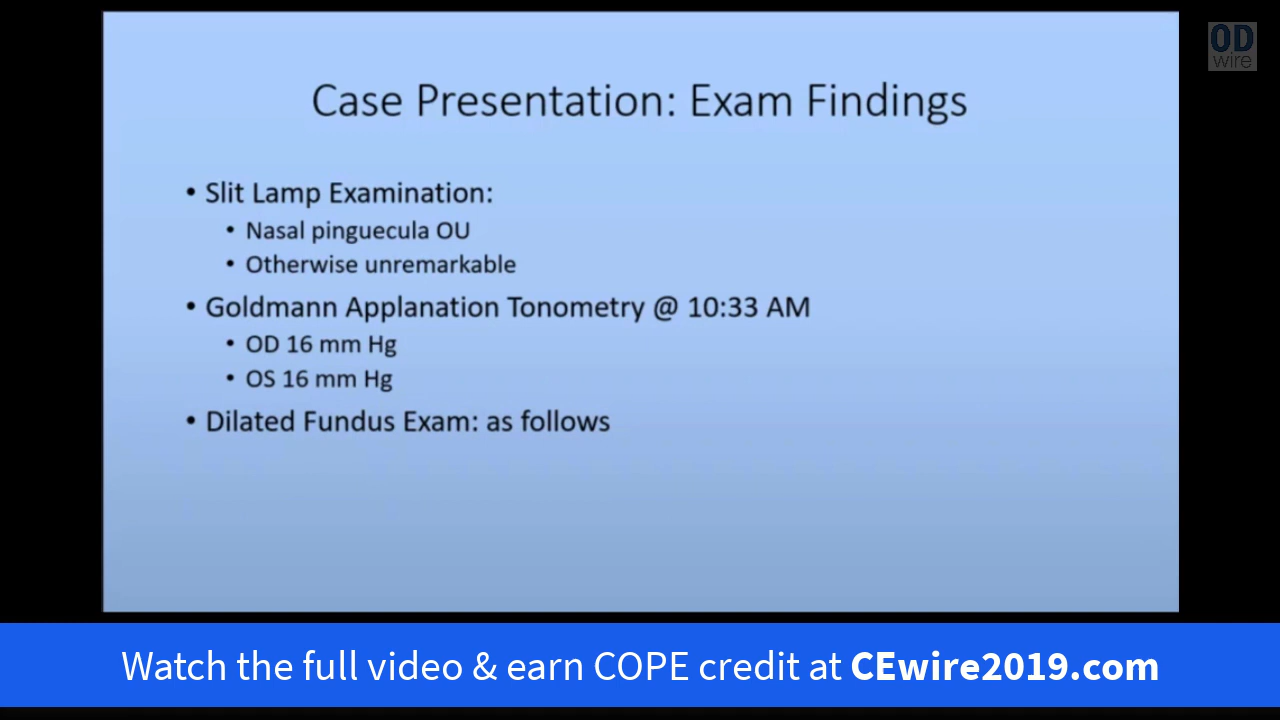 OD
wire
Case Presentation: Exam Findings
• Slit Lamp Examination:
• Nasal pinguecula OU
• Otherwise unremarkable
• Goldmann Applanation Tonometry @ 10:33 AM
• OD 16 mm Hg
• OS 16 mm Hg
• Dilated Fundus Exam: as follows
Watch the full video & earn COPE credit at CEwire2019.com